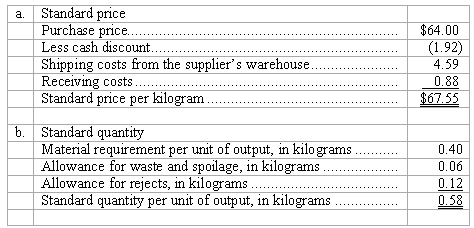 a. Standard price
Purchase price........ $64.00
Less cash discount........ (1.92)
Shipping costs from the supplier's warehouse........ 4.59
Receiving costs........ 0.88
Standard price per kilogram........ $67.55
b. Standard quantity
Material requirement per unit of output, in kilograms........ 0.40
Allowance for waste and spoilage, in kilograms........ 0.06
Allowance for rejects, in kilograms........ 0.12
Standard quantity per unit of output, in kilograms........ 0.58